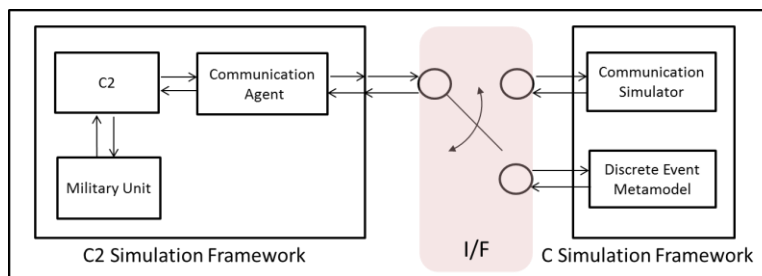 C2
Communication
Agent
Military Unit
C2 Simulation Framework
I/F
Communication
Simulator
Discrete Event
Metamodel
C Simulation Framework